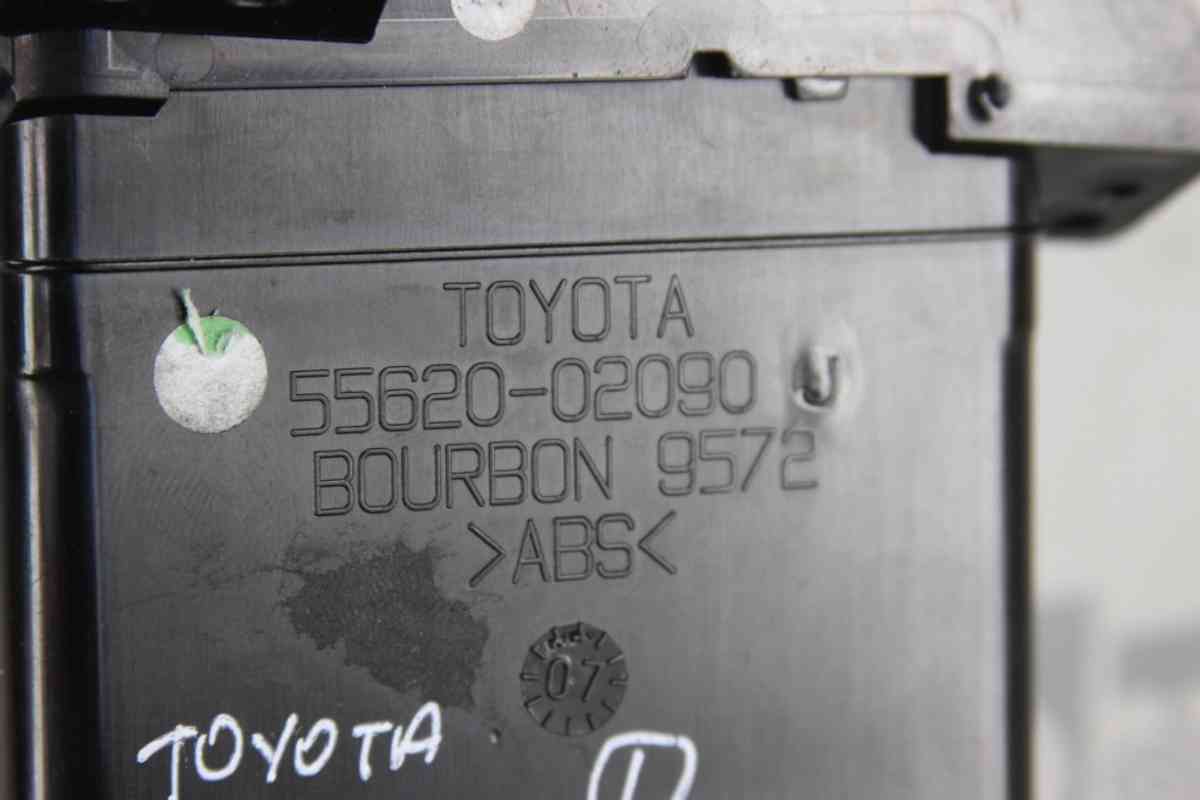 TOYOTA
55620-02090 J
BOURBON 9572
>ABS<
07
TOYOTA